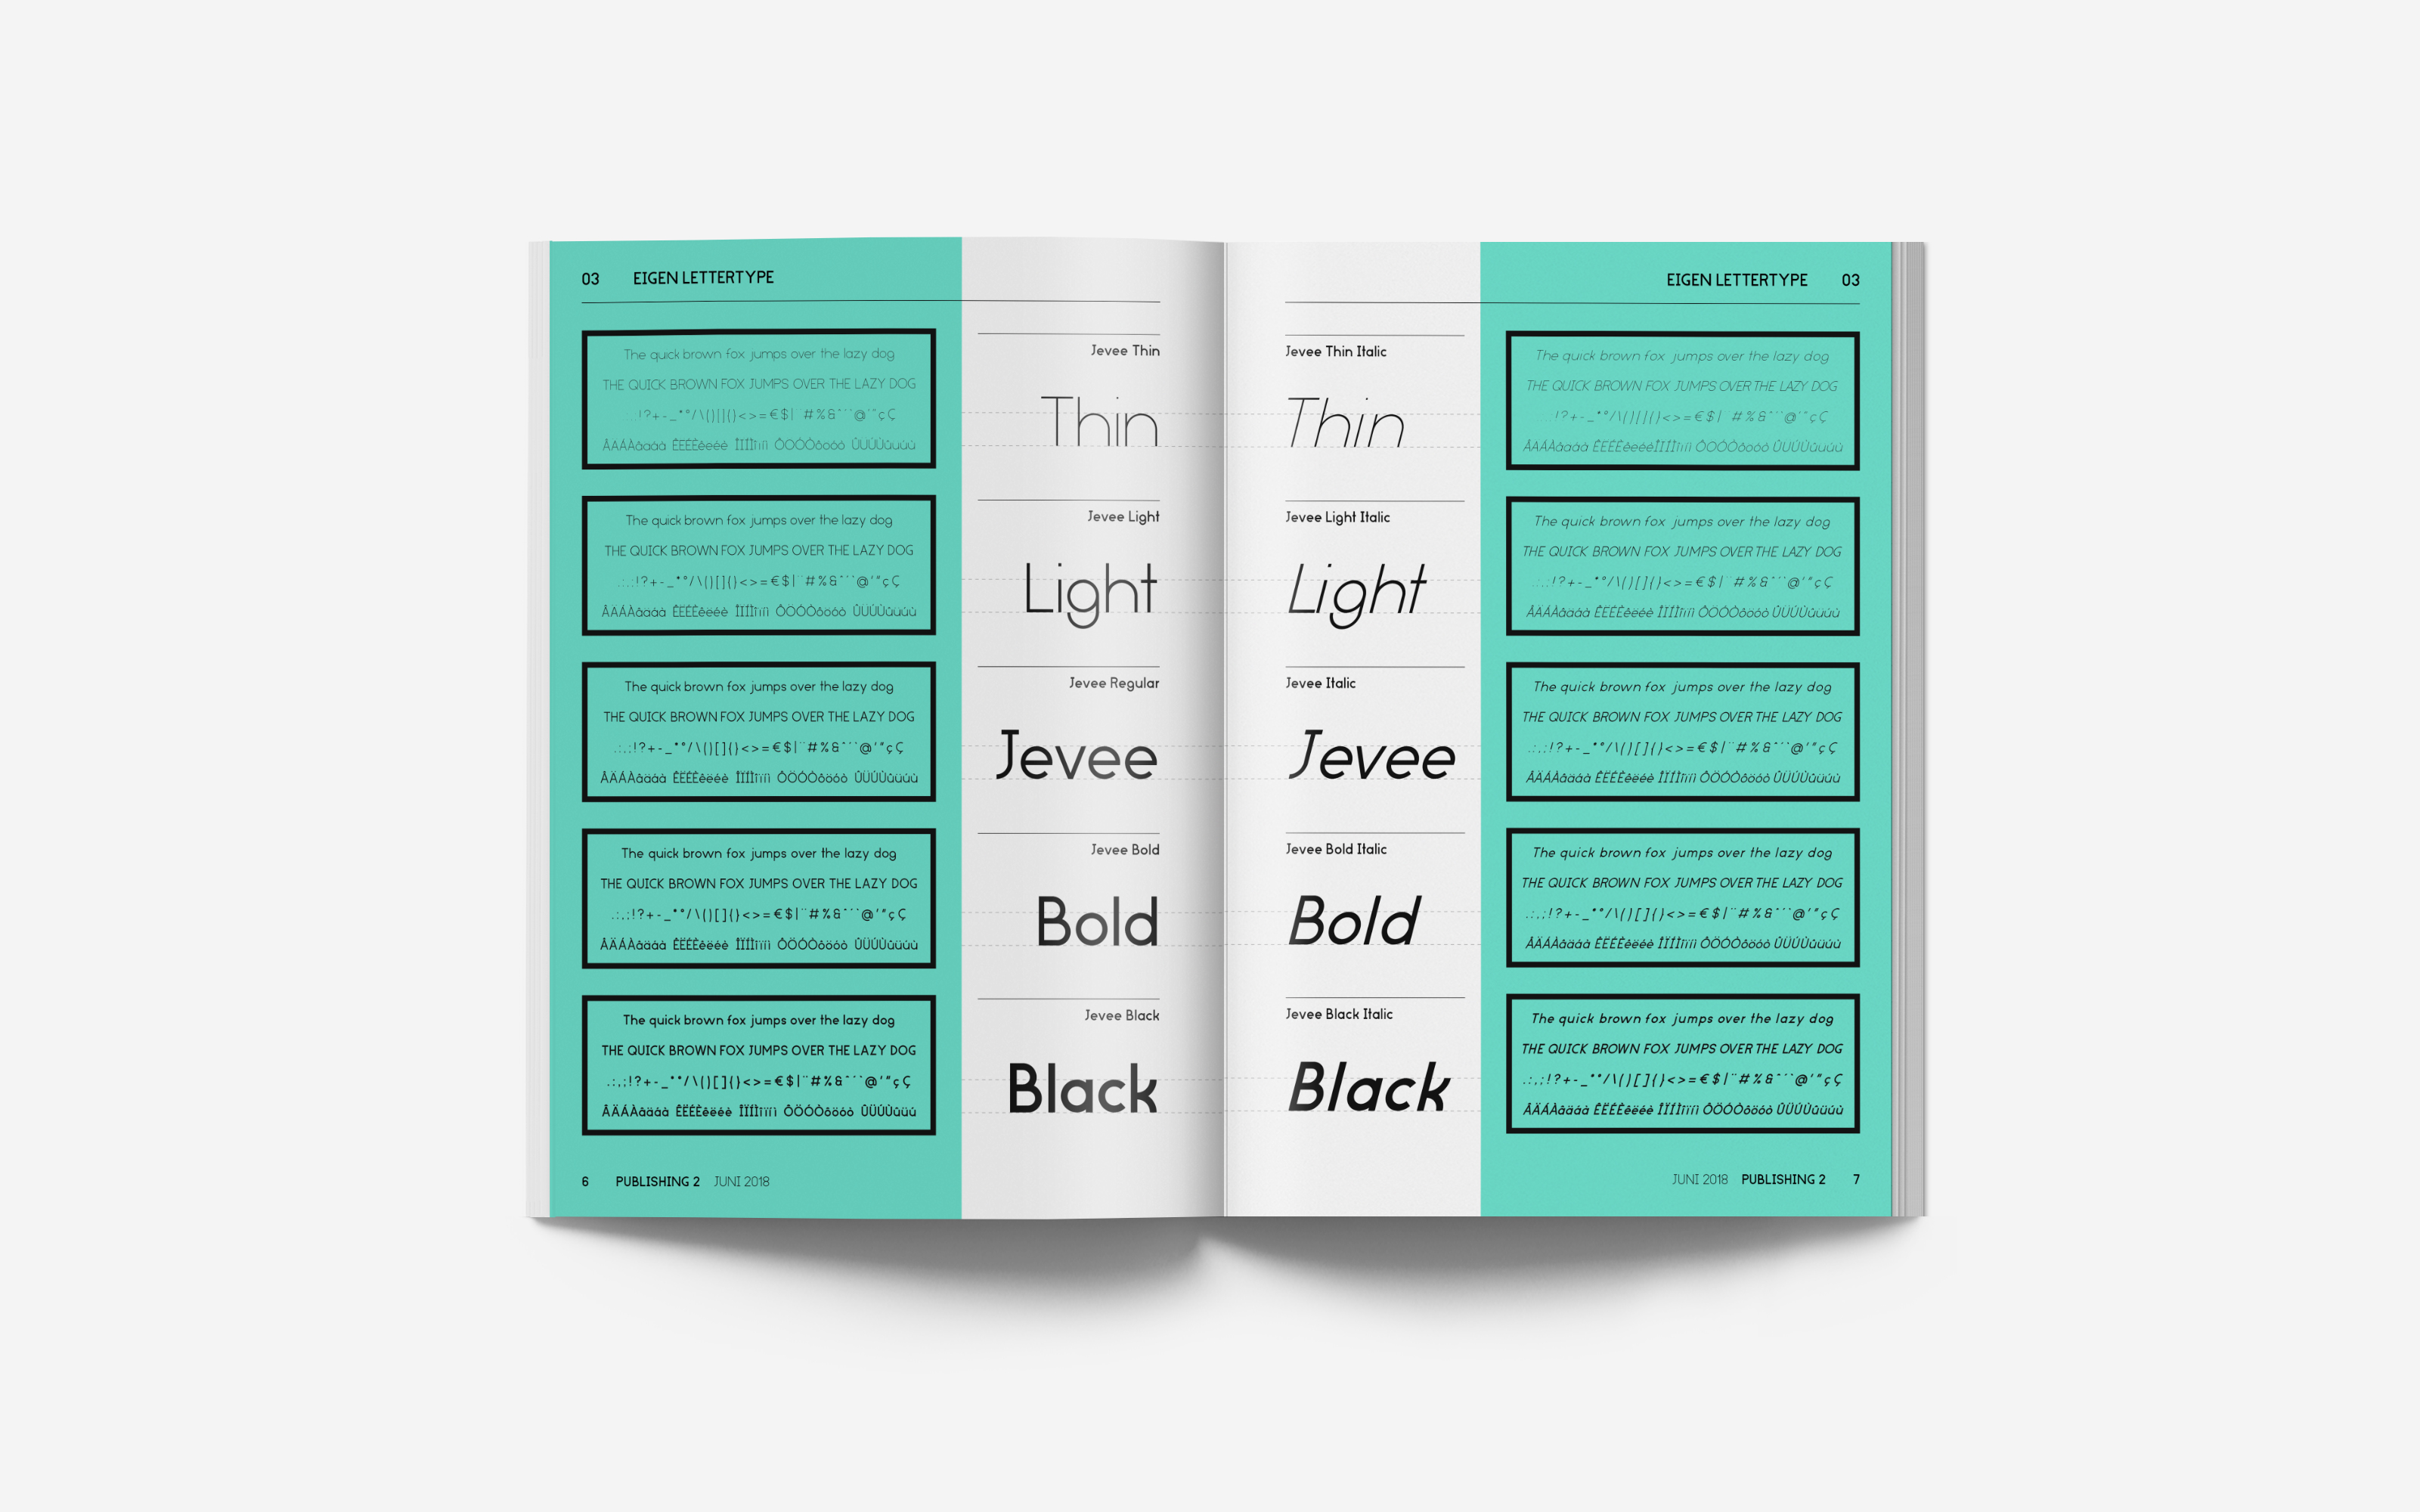 03 EIGEN LETTERTYPE
The quick brown fox jumps over the lazy dog
THE QUICK BROWN FOX JUMPS OVER THE LAZY DOG
ÂÄÁÀâäáà ÊËÉÈêëéè ÎÏÍÌîïíì ÔÖÓÒôöóò ÛÜÚÙûüúù
Jevee Thin
Thin
The quick brown fox jumps over the lazy dog
THE QUICK BROWN FOX JUMPS OVER THE LAZY DOG
.:,;!?+-_*°/\()[]{}<>=€$|¨#%&ˆ´`@'"çÇ
ÂÄÁÀâäáà ÊËÉÈêëéè ÎÏÍÌîïíì ÔÖÓÒôöóò ÛÜÚÙûüúù
Jevee Light
Light
The quick brown fox jumps over the lazy dog
THE QUICK BROWN FOX JUMPS OVER THE LAZY DOG
.:,;!?+-_*°/\()[]{}<>=€$|¨#%&ˆ´`@'"çÇ
ÂÄÁÀâäáà ÊËÉÈêëéè ÎÏÍÌîïíì ÔÖÓÒôöóò ÛÜÚÙûüúù
Jevee Regular
Jevee
The quick brown fox jumps over the lazy dog
THE QUICK BROWN FOX JUMPS OVER THE LAZY DOG
.:,;!?+-_*°/\()[]{}<>=€$|¨#%&ˆ´`@'"çÇ
ÂÄÁÀâäáà ÊËÉÈêëéè ÎÏÍÌîïíì ÔÖÓÒôöóò ÛÜÚÙûüúù
Jevee Bold
Bold
The quick brown fox jumps over the lazy dog
THE QUICK BROWN FOX JUMPS OVER THE LAZY DOG
.:,;!?+-_*°/\()[]{}<>=€$|¨#%&ˆ´`@'"çÇ
ÂÄÁÀâäáà ÊËÉÈêëéè ÎÏÍÌîïíì ÔÖÓÒôöóò ÛÜÚÙûüú
Jevee Black
Black
6 PUBLISHING 2 JUNI 2018
EIGEN LETTERTYPE 03
Jevee Thin Italic
Thin
The quick brown fox jumps over the lazy dog
THE QUICK BROWN FOX JUMPS OVER THE LAZY DOG
ÂÄÁÀâäáà ÊËÉÈêëéè ÎÏÍÌîïíì ÔÖÓÒôöóò ÛÜÚÙûüúù
Jevee Light Italic
Light
The quick brown fox jumps over the lazy dog
THE QUICK BROWN FOX JUMPS OVER THE LAZY DOG
.:,;!?+-_*°/\()[]{}<>=€$|¨#%&ˆ´`@'"çÇ
ÂÄÁÀâäáà ÊËÉÈêëéè ÎÏÍÌîïíì ÔÖÓÒôöóò ÛÜÚÙûüúù
Jevee Italic
Jevee
The quick brown fox jumps over the lazy dog
THE QUICK BROWN FOX JUMPS OVER THE LAZY DOG
.:,;!?+-_*°/\()[]{}<>=€$|¨#%&ˆ´`@'"çÇ
ÂÄÁÀâäáà ÊËÉÈêëéè ÎÏÍÌîïíì ÔÖÓÒôöóò ÛÜÚÙûüúù
Jevee Bold Italic
Bold
The quick brown fox jumps over the lazy dog
THE QUICK BROWN FOX JUMPS OVER THE LAZY DOG
.:,;!?+-_*°/\()[]{}<>=€$|¨#%&ˆ´`@'"çÇ
ÂÄÁÀâäáà ÊËÉÈêëéè ÎÏÍÌîïíì ÔÖÓÒôöóò ÛÜÚÙûüúù
Jevee Black Italic
Black
The quick brown fox jumps over the lazy dog
THE QUICK BROWN FOX JUMPS OVER THE LAZY DOG
.:,;!?+-_*°/\()[]{}<>=€$|¨#%&ˆ´`@'"çÇ
ÂÄÁÀâäáà ÊËÉÈêëéè ÎÏÍÌîïíì ÔÖÓÒôöóò ÛÜÚÙûüúù
JUNI 2018 PUBLISHING 2 7